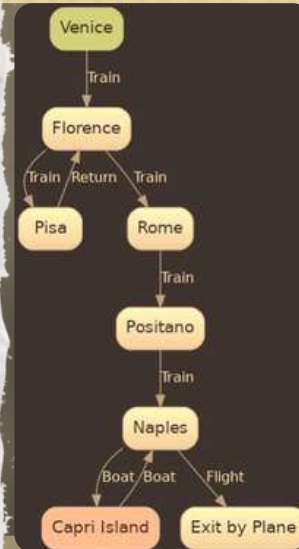 Venice
Train
Florence
Train Return Train
Pisa Rome
Train
Positano
Train
Naples
Boat Boat Flight
Capri Island Exit by Plane